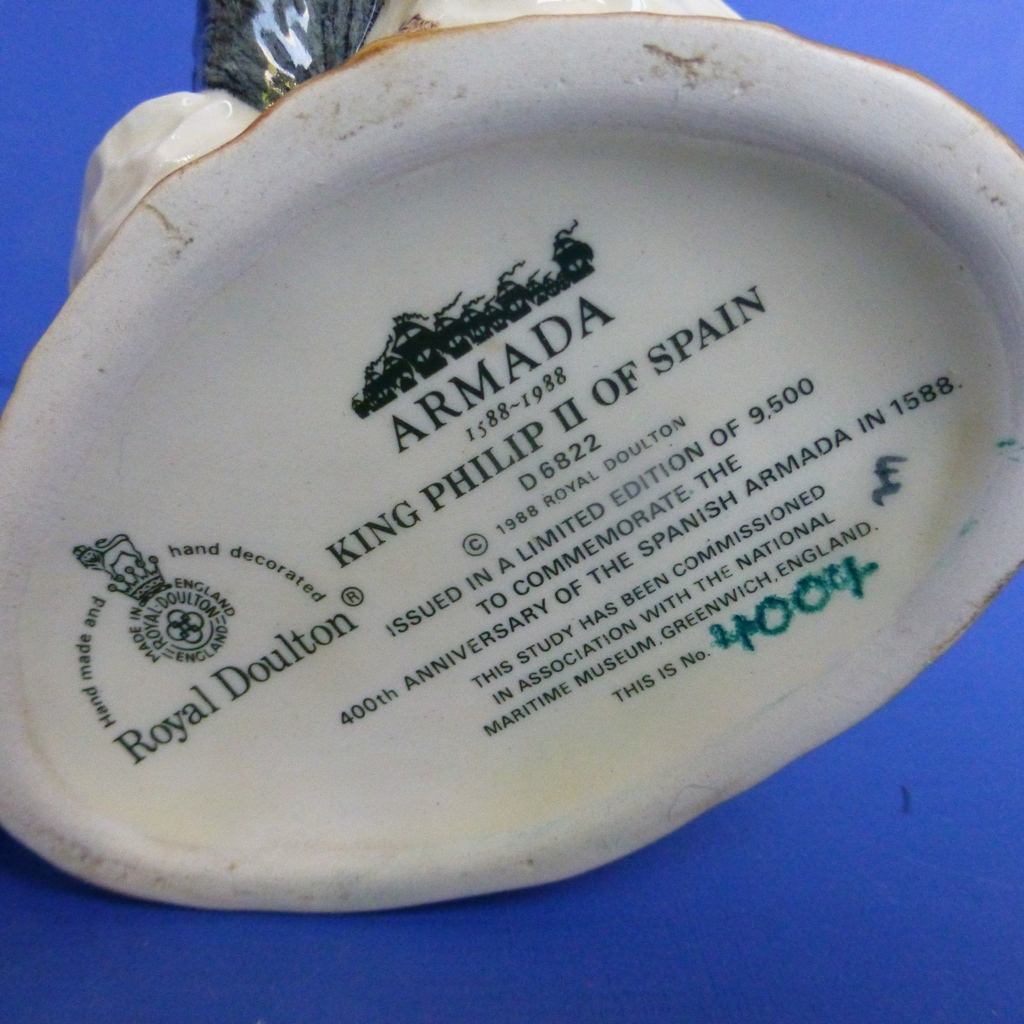 ARMADA
1588~1988
KING PHILIP II OF SPAIN
D6822
© 1988 ROYAL DOULTON
ISSUED IN A LIMITED EDITION OF 9,500
TO COMMEMORATE THE
400th ANNIVERSARY OF THE SPANISH ARMADA IN 1588.
THIS STUDY HAS BEEN COMMISSIONED
IN ASSOCIATION WITH THE NATIONAL
MARITIME MUSEUM, GREENWICH, ENGLAND.
THIS IS No.
Hand made and hand decorated
MADE IN ENGLAND
ROYAL DOULTON
ENGLAND
Royal Doulton ®